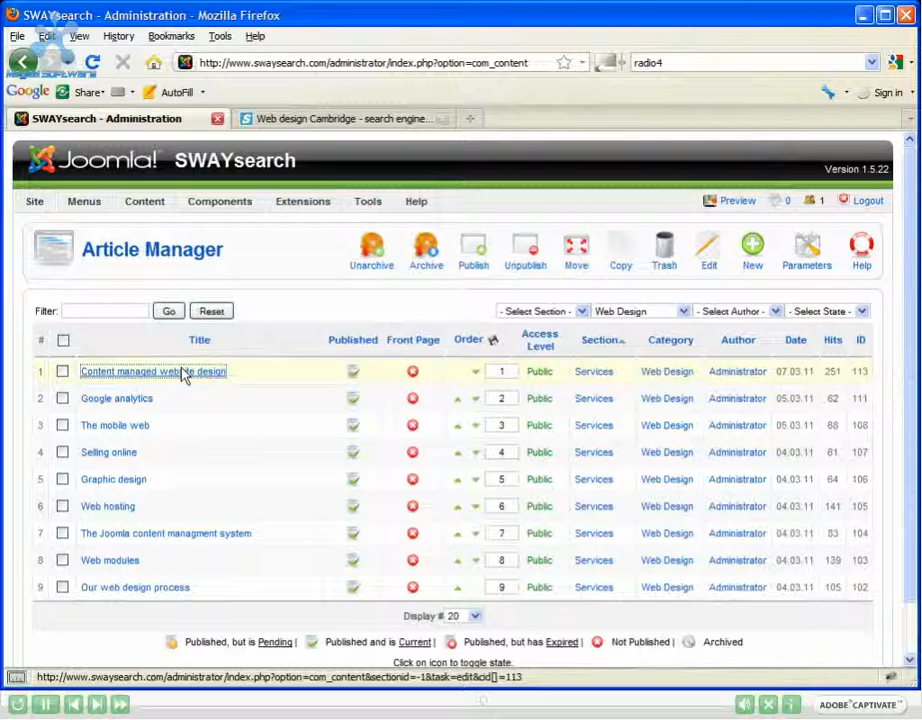 SWAYsearch - Administration - Mozilla Firefox
File Edit View History Bookmarks Tools Help
http://www.swaysearch.com/administrator/index.php?option=com_content radio4
Google Share AutoFill Sign in
SWAYsearch - Administration Web design Cambridge - search engine...
Joomla! SWAYsearch
Version 1.5.22
Site Menus Content Components Extensions Tools Help Preview 0 1 Logout
Article Manager
Unarchive Archive Publish Unpublish Move Copy Trash Edit New Parameters Help
Filter: Go Reset - Select Section - Web Design - Select Author - - Select State -
# Title Published Front Page Order Access Level Section Category Author Date Hits ID
1 Content managed website design 1 Public Services Web Design Administrator 07.03.11 251 113
2 Google analytics 2 Public Services Web Design Administrator 05.03.11 62 111
3 The mobile web 3 Public Services Web Design Administrator 05.03.11 88 108
4 Selling online 4 Public Services Web Design Administrator 04.03.11 61 107
5 Graphic design 5 Public Services Web Design Administrator 04.03.11 64 106
6 Web hosting 6 Public Services Web Design Administrator 04.03.11 141 105
7 The Joomla content managment system 7 Public Services Web Design Administrator 04.03.11 83 104
8 Web modules 8 Public Services Web Design Administrator 04.03.11 139 103
9 Our web design process 9 Public Services Web Design Administrator 04.03.11 105 102
Display # 20
Published, but is Pending | Published and is Current | Published, but has Expired | Not Published | Archived
Click on icon to toggle state.
http://www.swaysearch.com/administrator/index.php?option=com_content&sectionid=-1&task=edit&cid[]=113
ADOBE CAPTIVATE